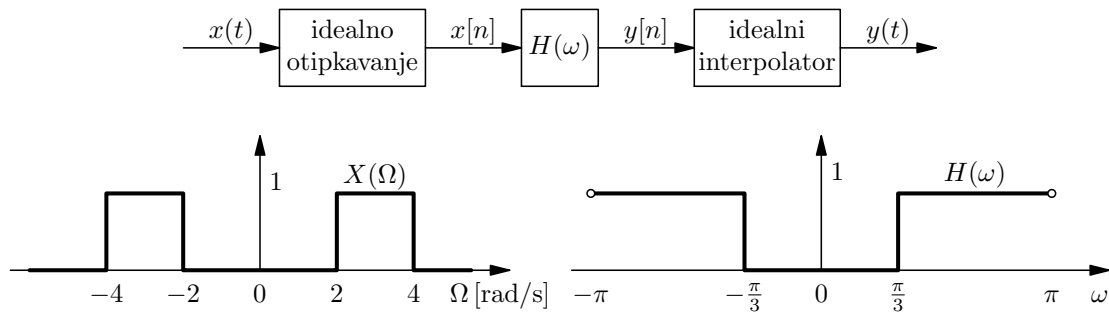 x(t)
idealno
otipkavanje
x[n]
H(ω)
y[n]
idealni
interpolator
y(t)
1
X(Ω)
−4
−2
0
2
4
Ω [rad/s]
1
H(ω)
−π
−π/3
0
π/3
π
ω